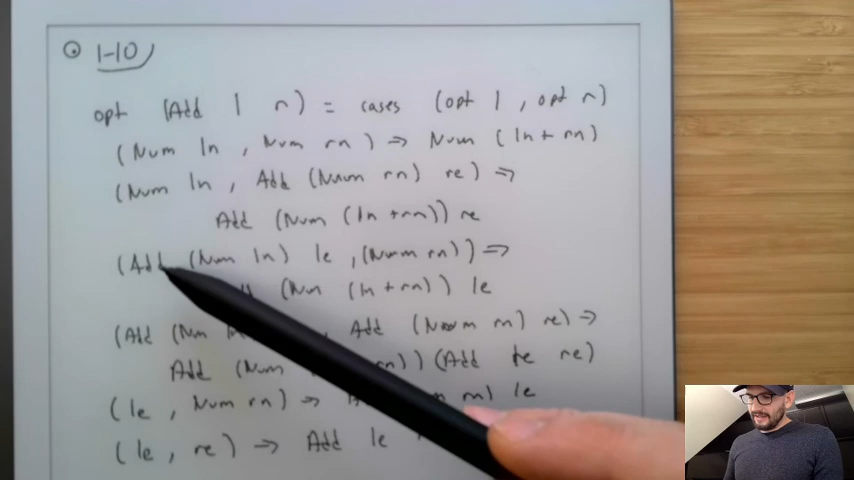 1-10
opt (Add l r) = cases (opt l, opt r)
(Num ln, Num rn) => Num (ln + rn)
(Num ln, Add (Num rn) re) =>
Add (Num (ln + rn)) re
(Add (Num ln) le, (Num rn)) =>
(Num (ln + rn)) le
(Add (Num , Add (Num rn) re) =>
Add (Num rn)) (Add le re)
(le, Num rn) => rn) le
(le, re) => Add le